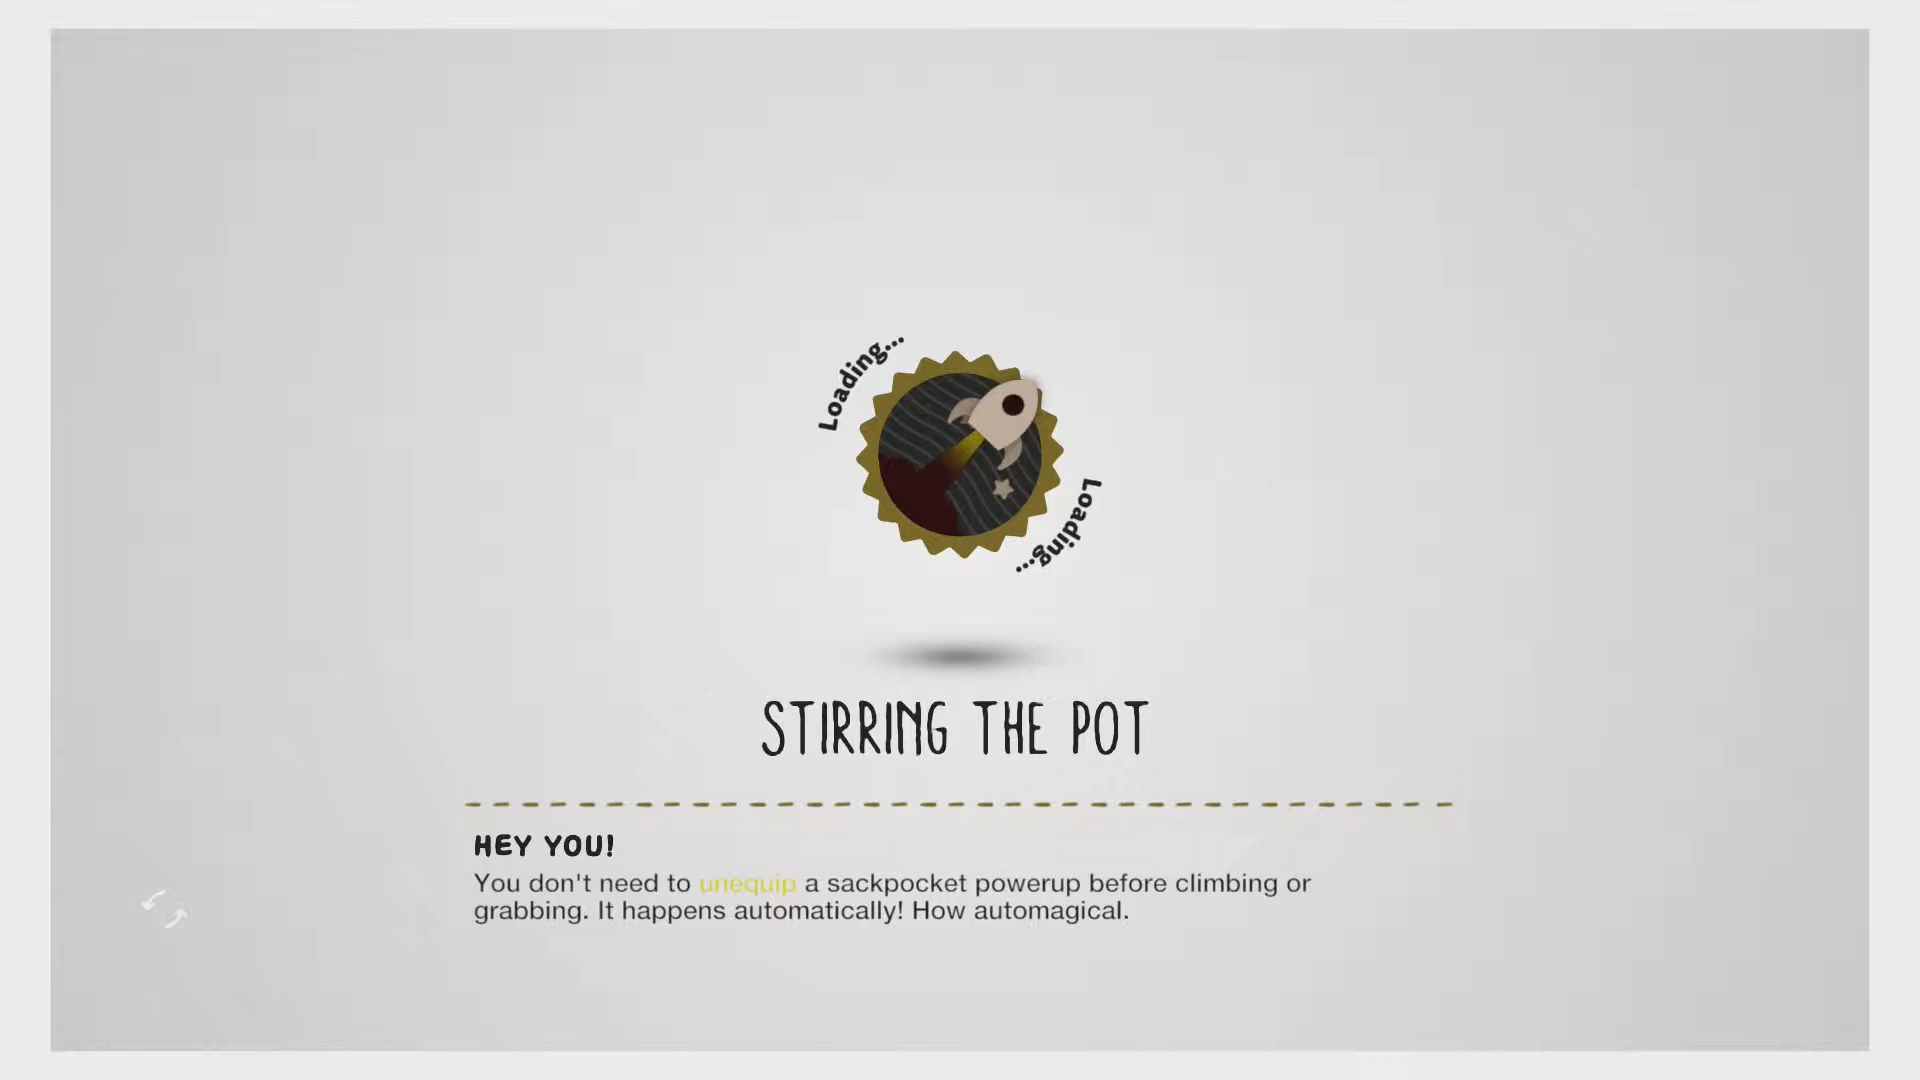 Loading...
Loading...
STIRRING THE POT
HEY YOU!
You don't need to unequip a sackpocket powerup before climbing or
grabbing. It happens automatically! How automagical.